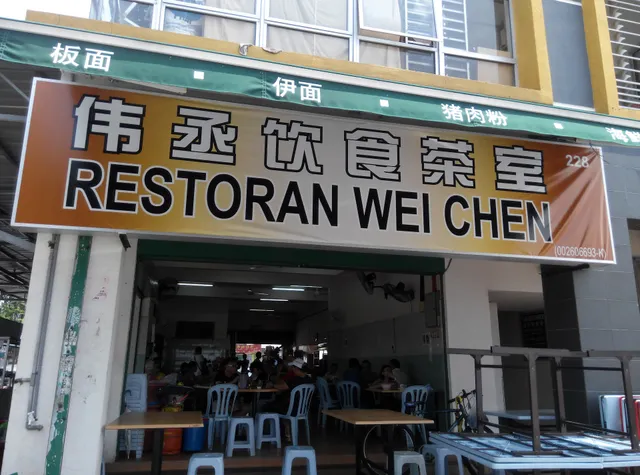 板面 伊面 猪肉粉
伟丞饮食茶室 228
RESTORAN WEI CHEN
(002606693-K)